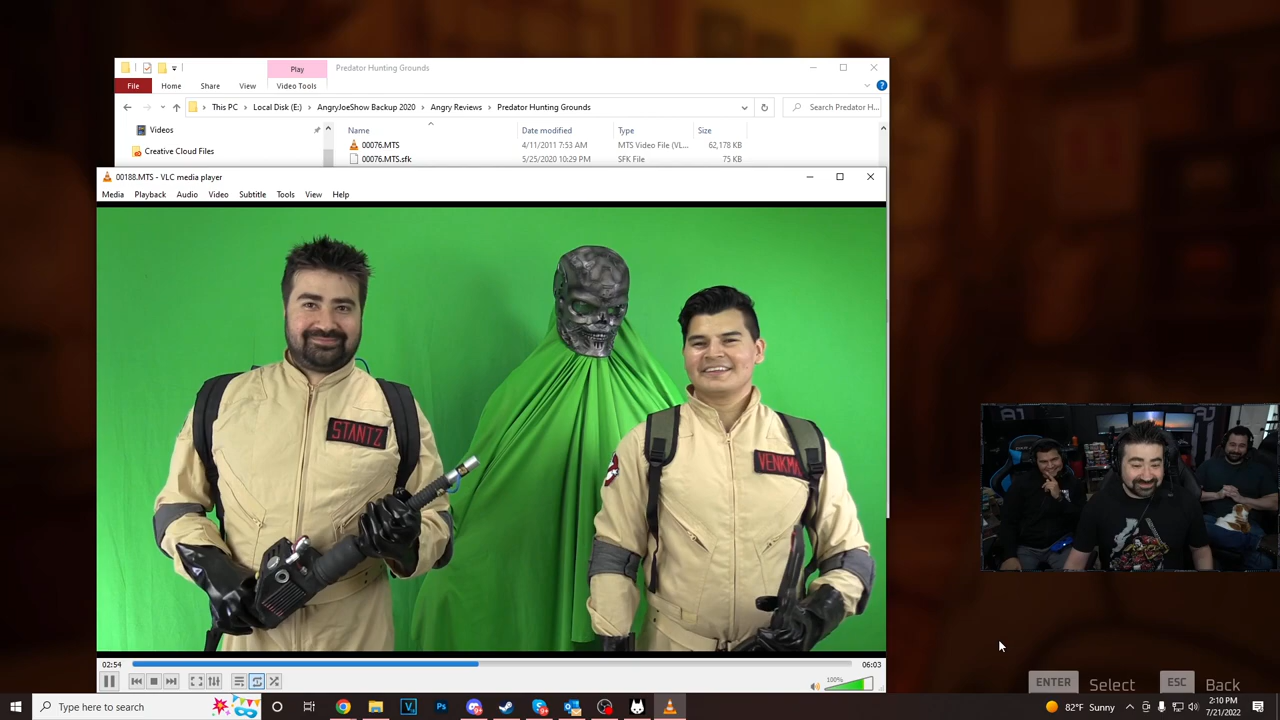 Play
Predator Hunting Grounds
File
Home
Share
View
Video Tools
This PC
Local Disk (E:)
AngryJoeShow Backup 2020
Angry Reviews
Predator Hunting Grounds
Search Predator H...
Videos
Creative Cloud Files
Name
Date modified
Type
Size
00076.MTS
4/11/2011 7:53 AM
MTS Video File (VL...
62,178 KB
00076.MTS.sfk
5/25/2020 10:29 PM
SFK File
75 KB
00188.MTS - VLC media player
Media
Playback
Audio
Video
Subtitle
Tools
View
Help
STANTZ
VENKMA
02:54
06:03
100%
ENTER
Select
ESC
Back
Type here to search
82°F Sunny
2:10 PM
7/21/2022